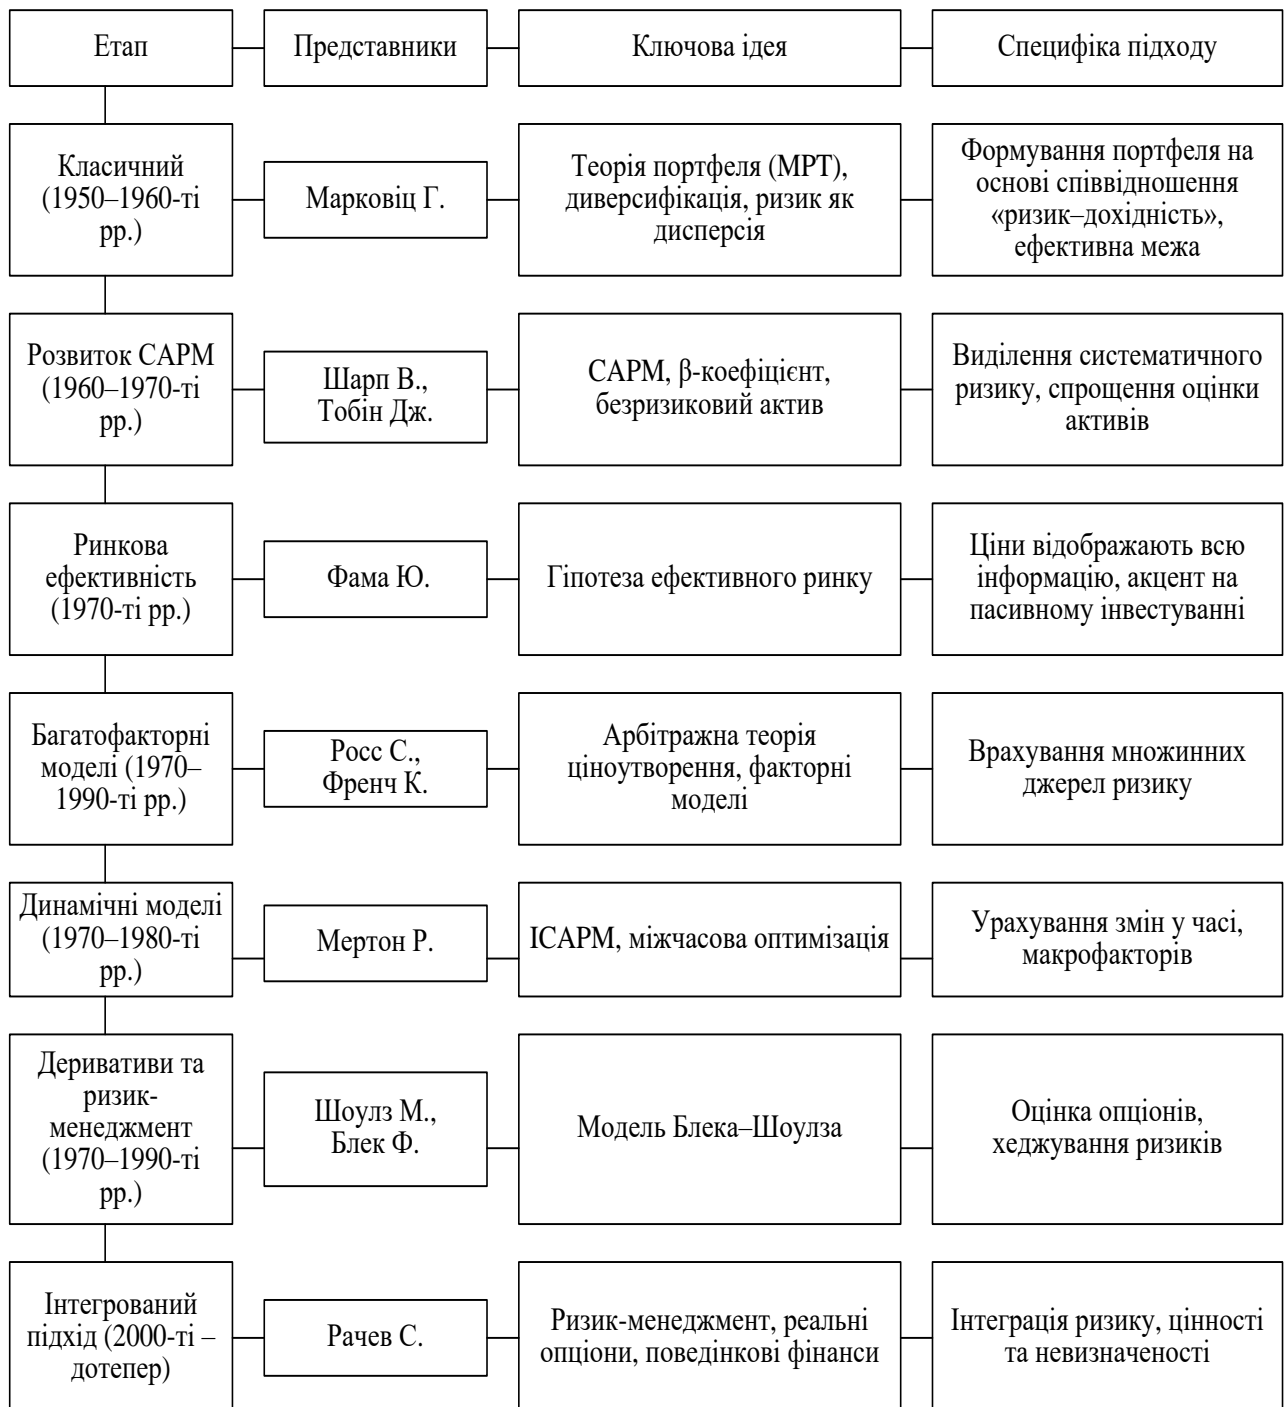 Етап
Представники
Ключова ідея
Специфіка підходу
Класичний
(1950–1960-ті
рр.)
Марковіц Г.
Теорія портфеля (МРТ),
диверсифікація, ризик як
дисперсія
Формування портфеля на
основі співвідношення
«ризик–дохідність»,
ефективна межа
Розвиток САРМ
(1960–1970-ті
рр.)
Шарп В.,
Тобін Дж.
САРМ, β-коефіцієнт,
безризиковий актив
Виділення систематичного
ризику, спрощення оцінки
активів
Ринкова
ефективність
(1970-ті рр.)
Фама Ю.
Гіпотеза ефективного ринку
Ціни відображають всю
інформацію, акцент на
пасивному інвестуванні
Багатофакторні
моделі (1970–
1990-ті рр.)
Росс С.,
Френч К.
Арбітражна теорія
ціноутворення, факторні
моделі
Врахування множинних
джерел ризику
Динамічні моделі
(1970–1980-ті
рр.)
Мертон Р.
ІСАРМ, міжчасова оптимізація
Урахування змін у часі,
макрофакторів
Деривативи та
ризик-
менеджмент
(1970–1990-ті
рр.)
Шоулз М.,
Блек Ф.
Модель Блека–Шоулза
Оцінка опціонів,
хеджування ризиків
Інтегрований
підхід (2000-ті –
дотепер)
Рачев С.
Ризик-менеджмент, реальні
опціони, поведінкові фінанси
Інтеграція ризику, цінності
та невизначеності